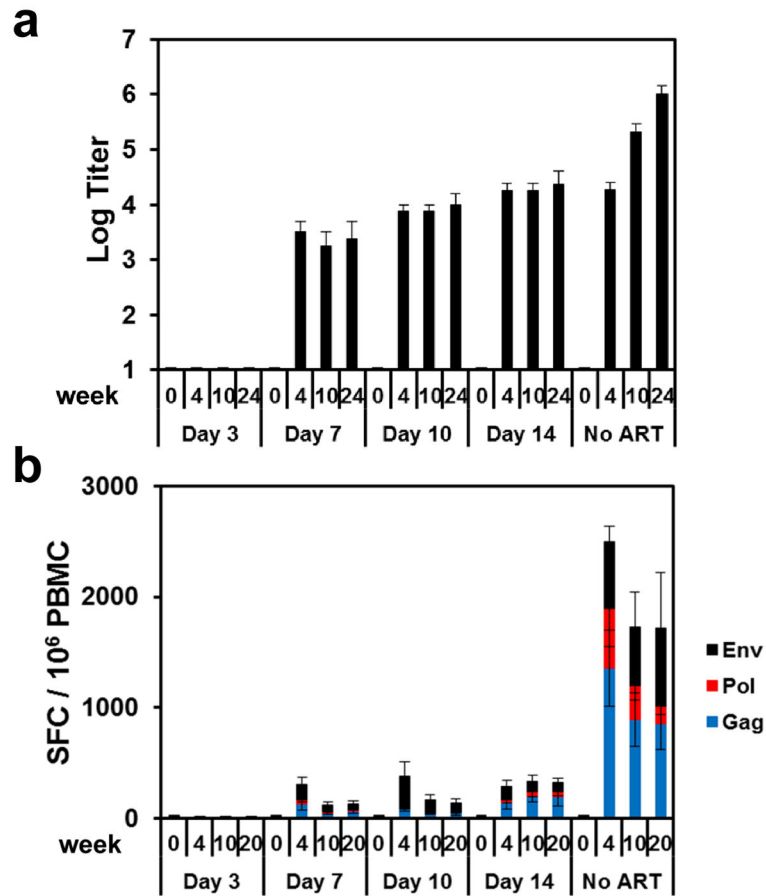 a
7
6
5
4
3
2
1
Log Titer
week 0 4 10 24 0 4 10 24 0 4 10 24 0 4 10 24 0 4 10 24
Day 3 Day 7 Day 10 Day 14 No ART
b
3000
2000
1000
0
SFC / 10⁶ PBMC
Env
Pol
Gag
week 0 4 10 20 0 4 10 20 0 4 10 20 0 4 10 20 0 4 10 20
Day 3 Day 7 Day 10 Day 14 No ART